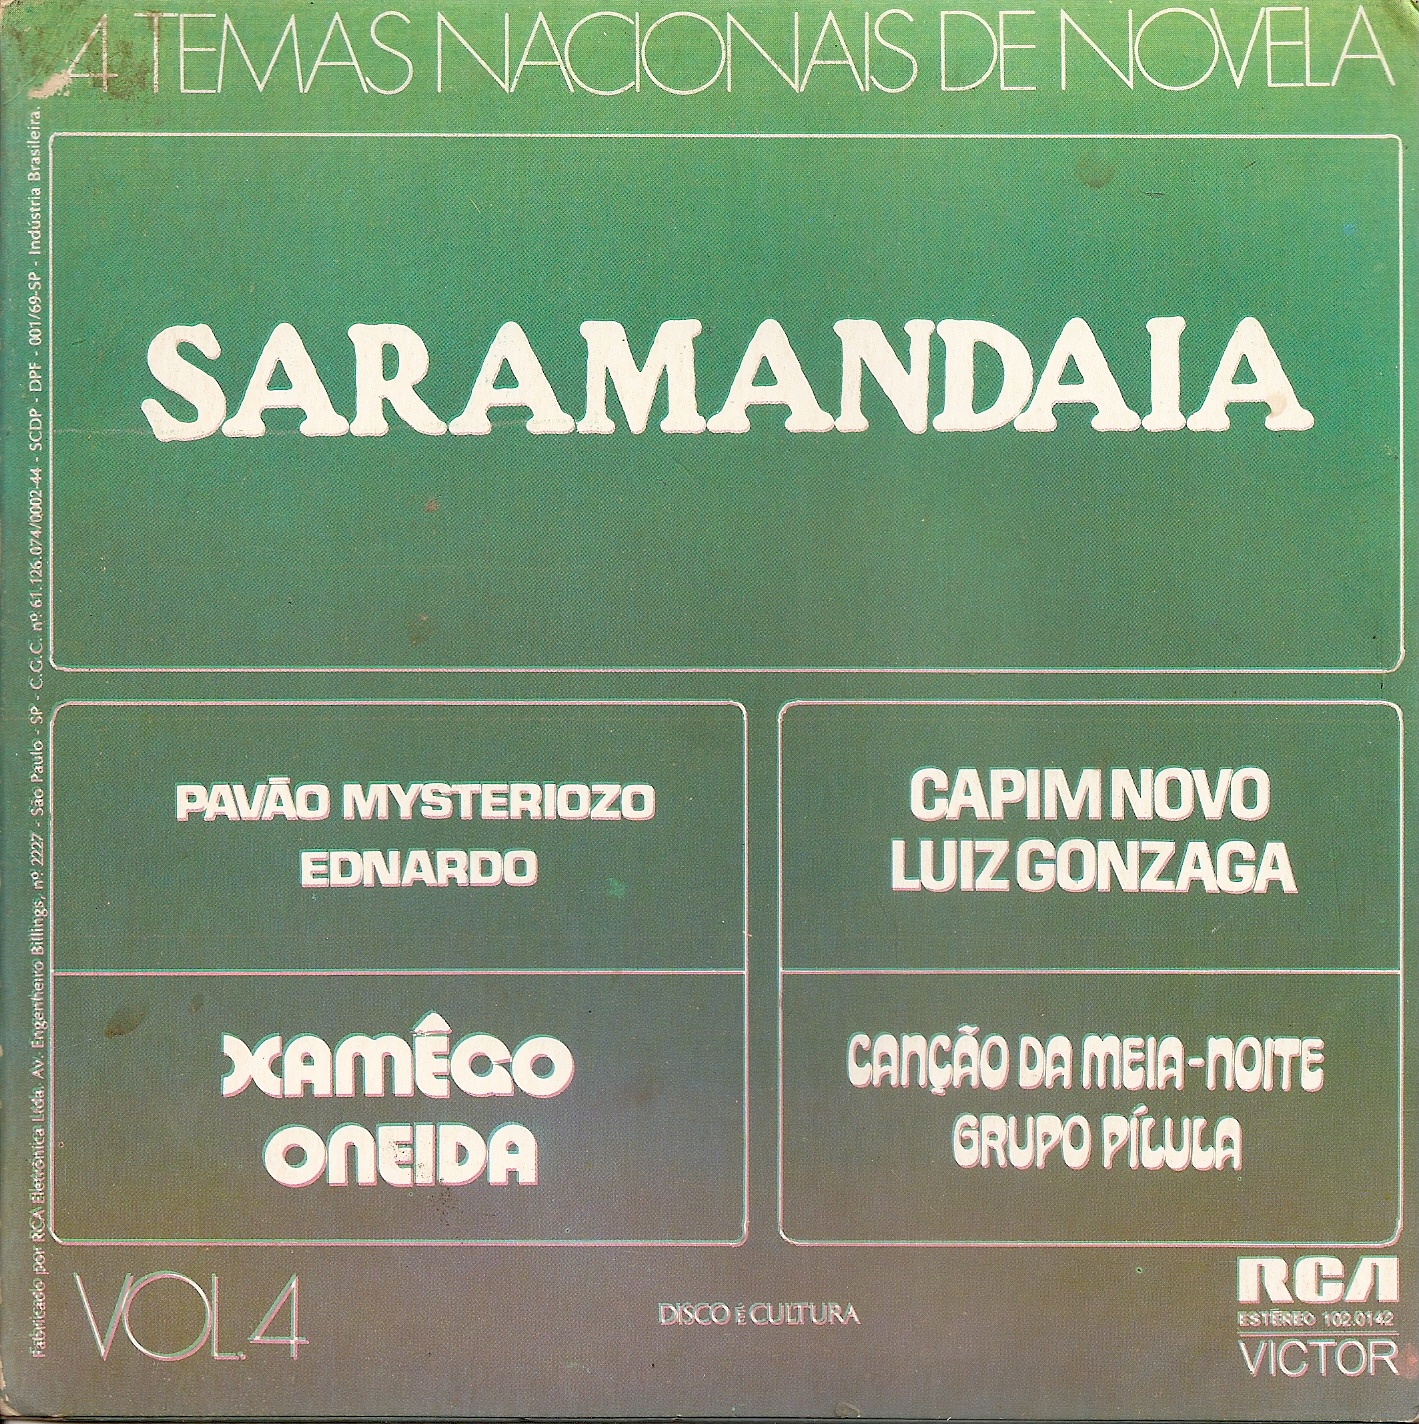 4 TEMAS NACIONAIS DE NOVELA
SARAMANDAIA
PAVÃO MYSTERIOZO
EDNARDO
CAPIM NOVO
LUIZ GONZAGA
XAMÊGO
ONEIDA
CANÇÃO DA MEIA-NOITE
GRUPO PÍLULA
VOL. 4
DISCO É CULTURA
RCA
ESTÉREO 102.0142
VICTOR
Fabricado por RCA Eletrônica Ltda. Av. Engenheiro Billings, nº 2227 - São Paulo - SP - C.G.C. nº 61.126.074/0002-44 - SCDP - DPF - 001/69-SP - Indústria Brasileira.